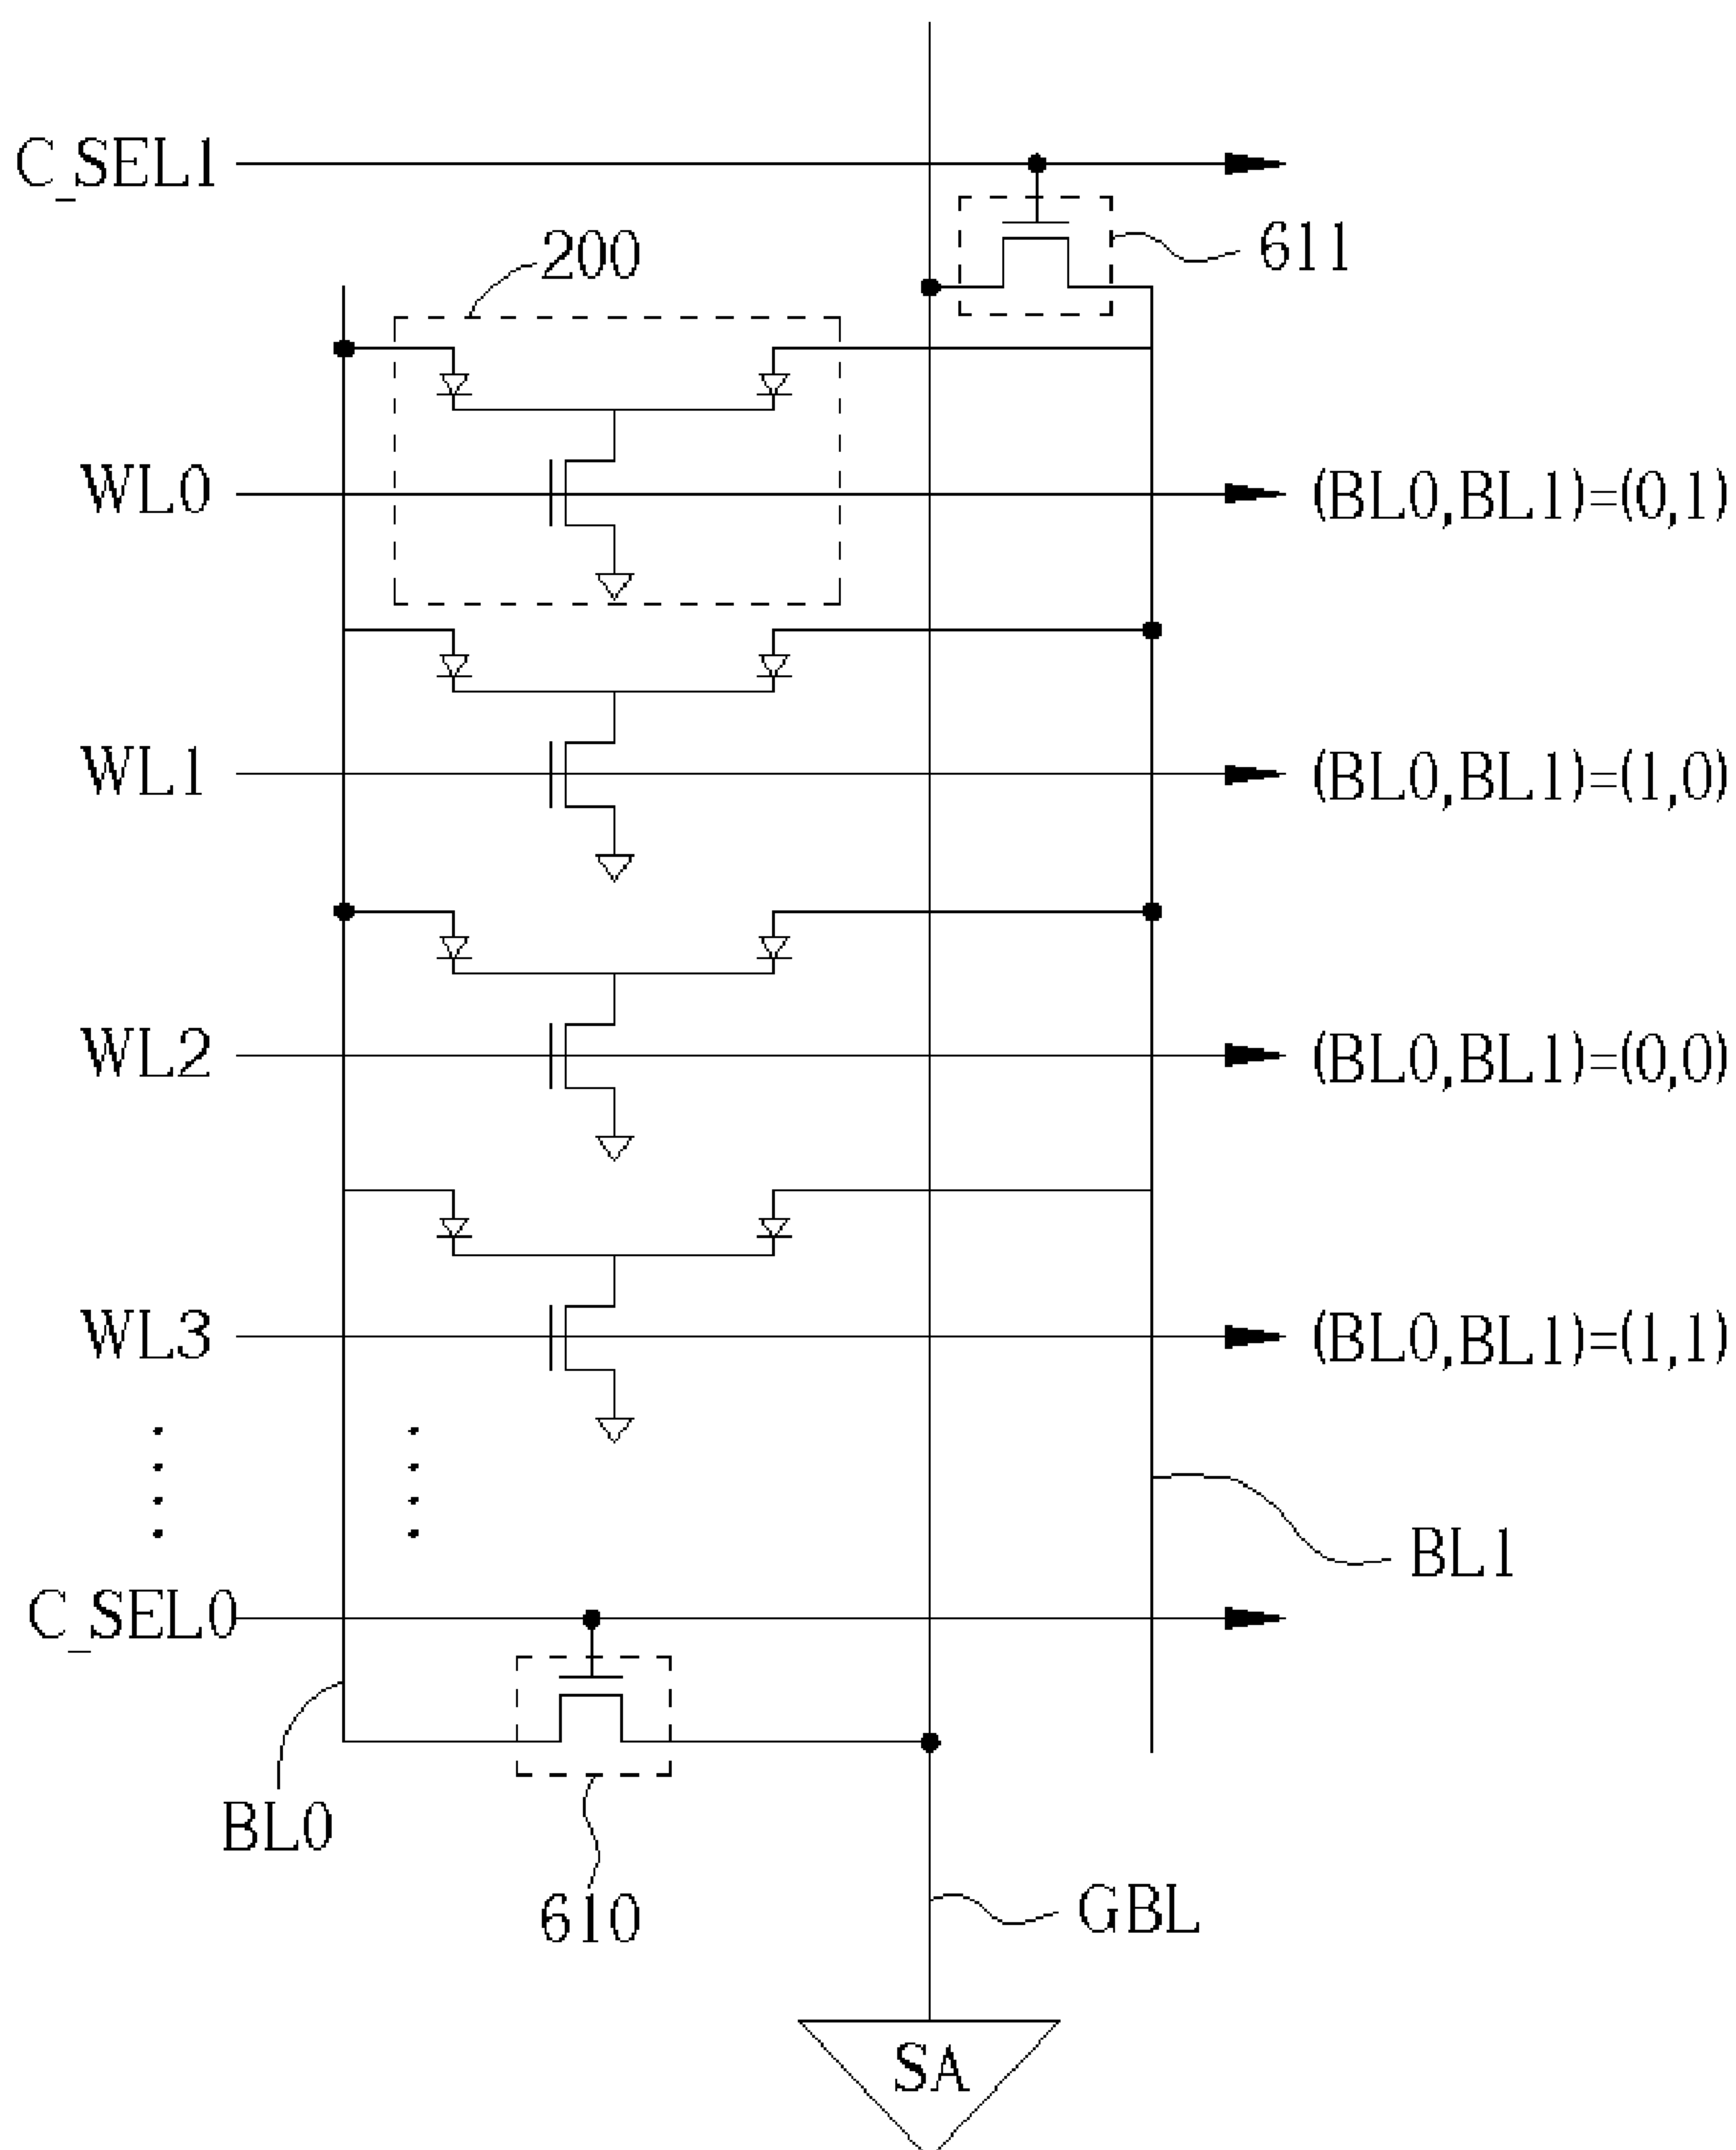 C_SEL1
611
200
WL0
(BL0,BL1)=(0,1)
WL1
(BL0,BL1)=(1,0)
WL2
(BL0,BL1)=(0,0)
WL3
(BL0,BL1)=(1,1)
BL1
C_SEL0
BL0
610
GBL
SA